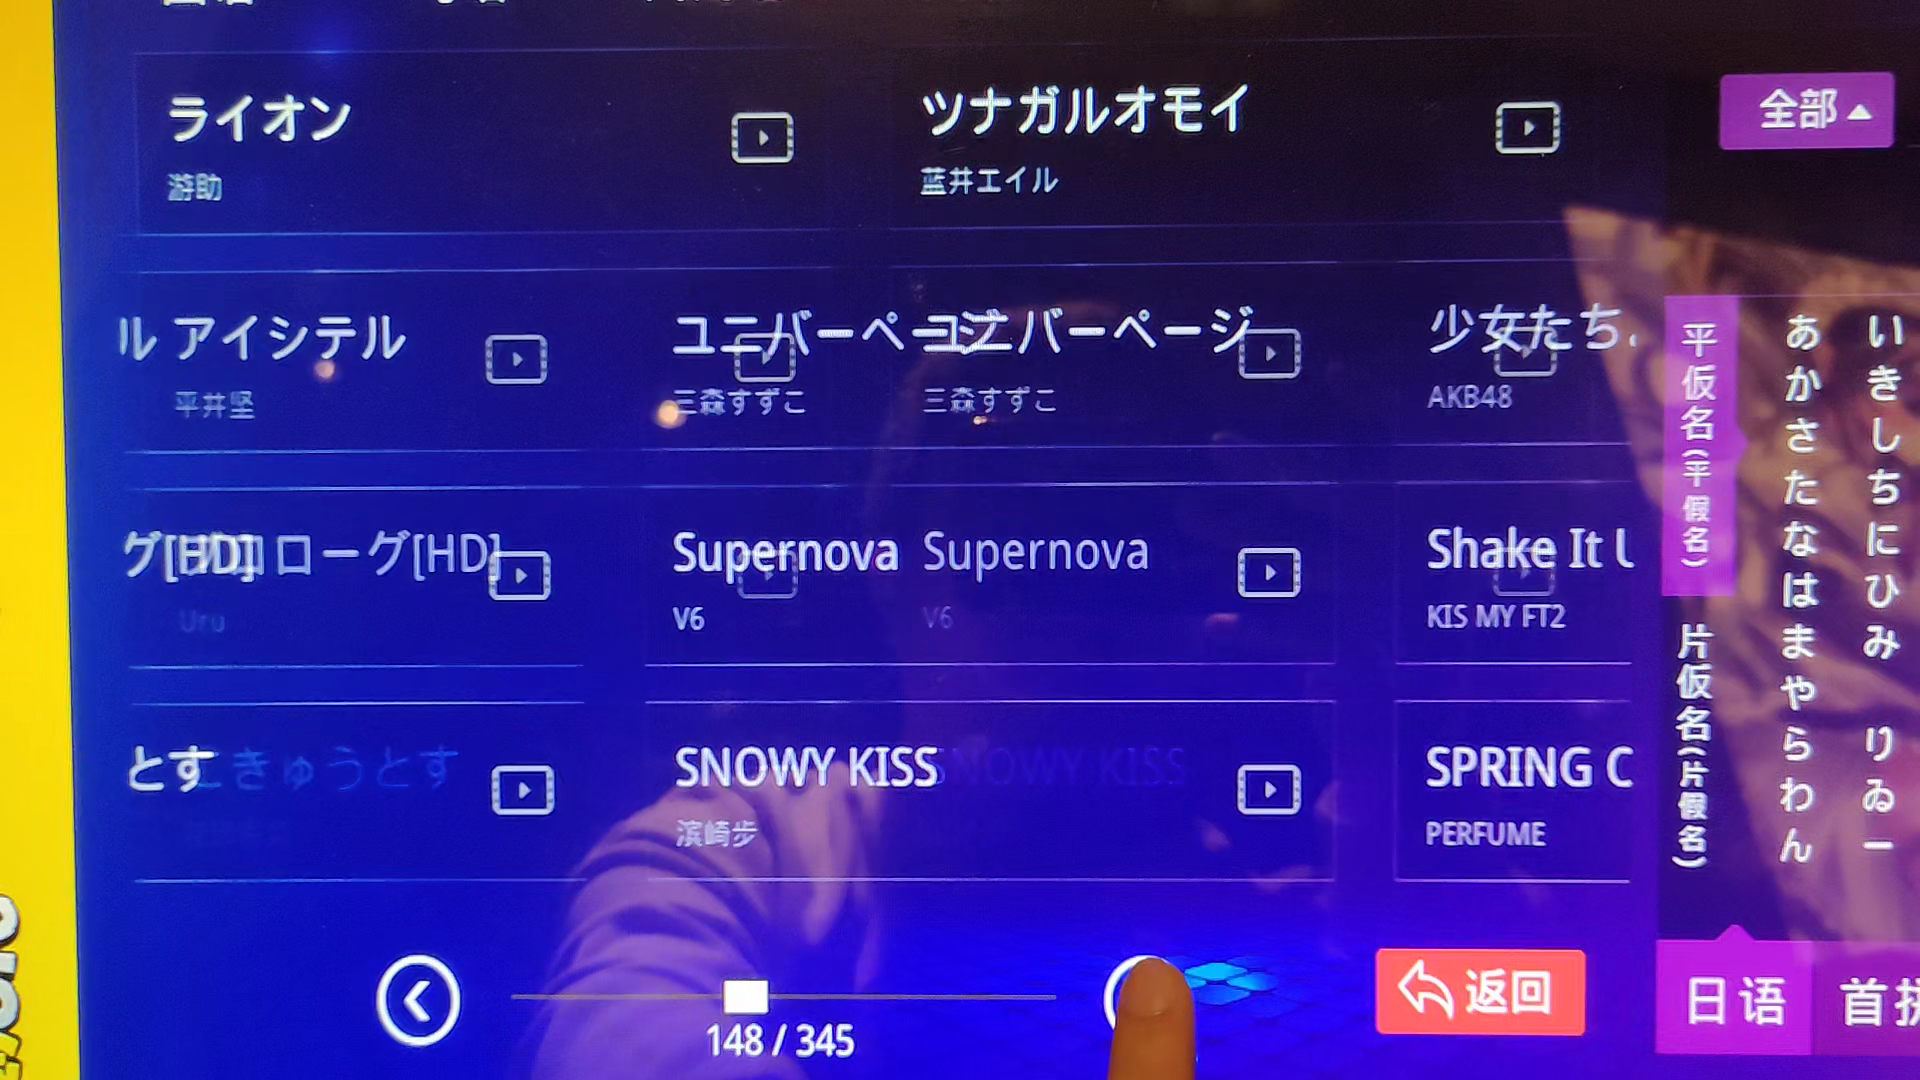 ライオン
游助
ツナガルオモイ
蓝井エイル
全部
ル アイシテル
平井坚
ユニバーページ
三森すずこ
ユニバーページ
三森すずこ
少女たち.
AKB48
グ[HD]
ローグ[HD]
Uru
Supernova
V6
Supernova
V6
Shake It U
KIS MY FT2
とす
きゅうとす
SNOWY KISS
滨崎步
SNOWY KISS
SPRING C
PERFUME
148 / 345
返回
平仮名(平假名)
片仮名(片假名)
あかさたなはまやらわん
いきしちにひみ りゐー
日语
首拼